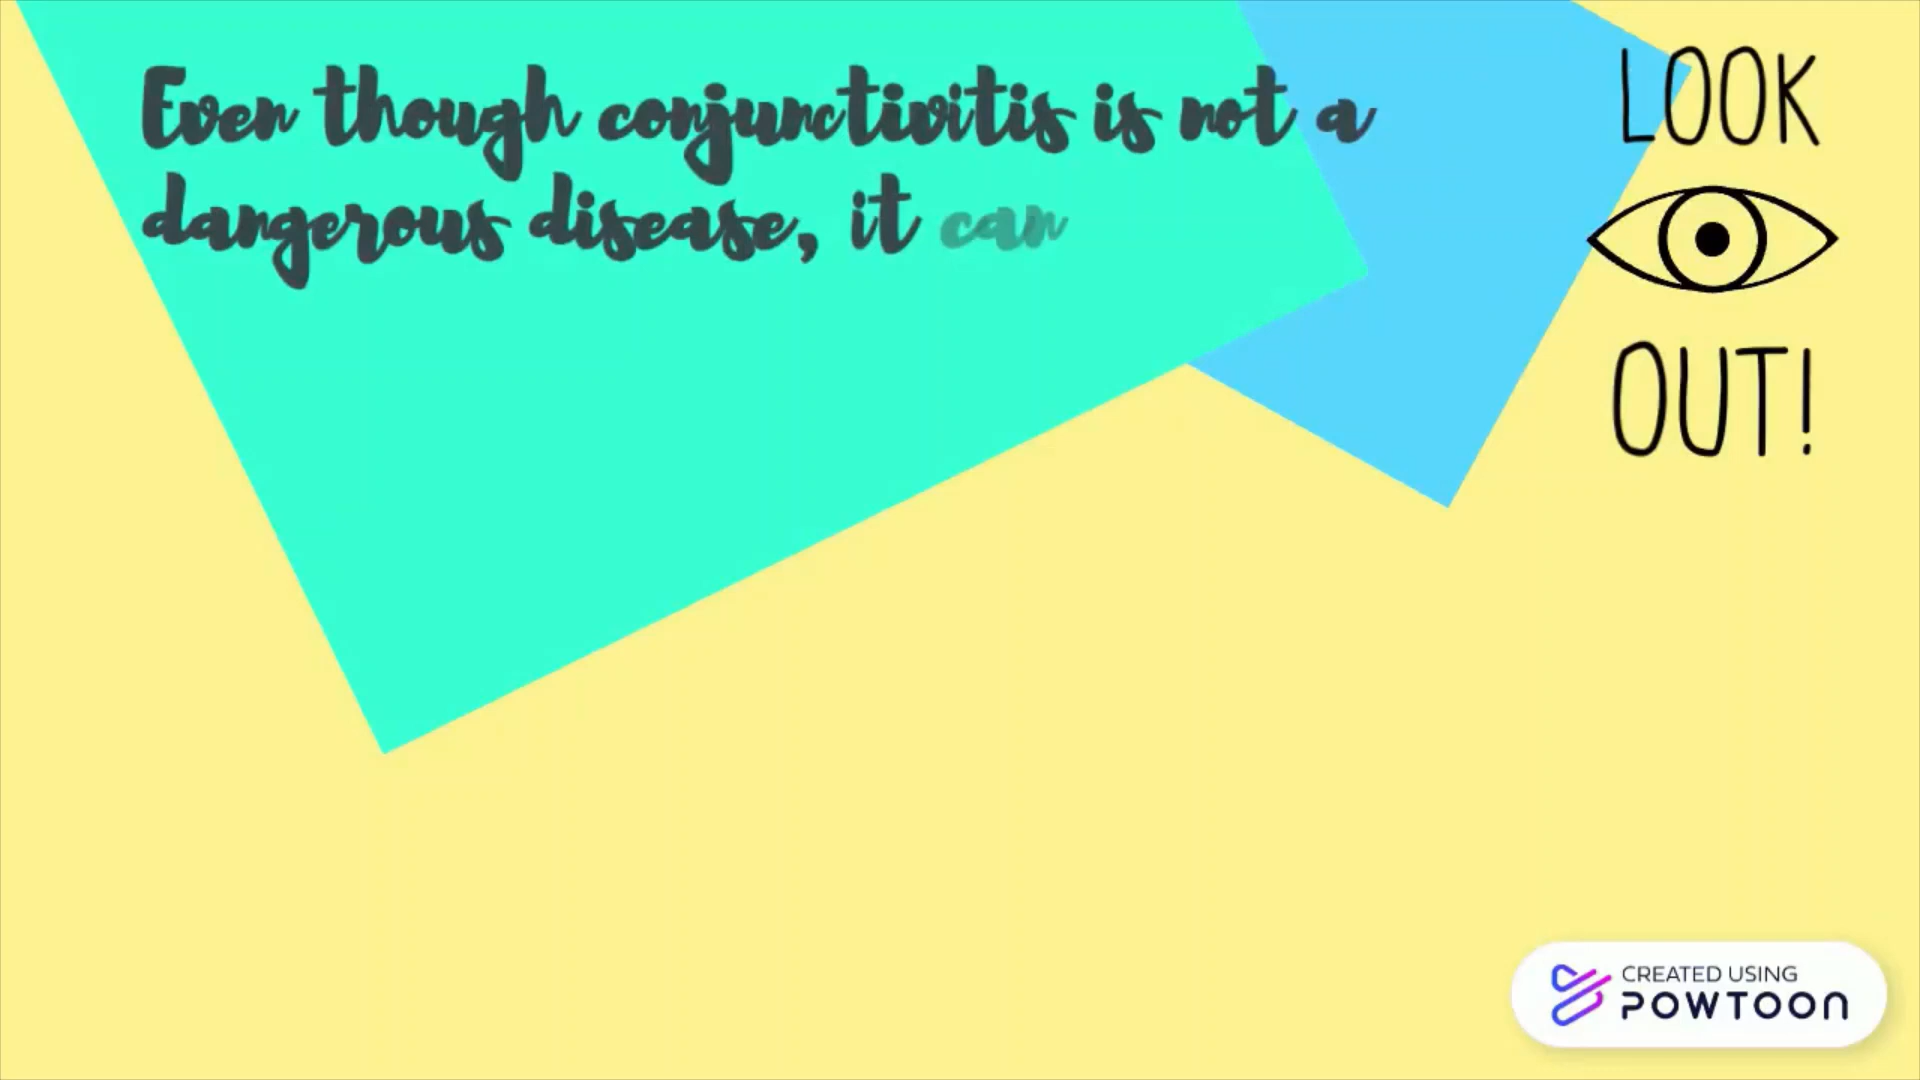 Even though conjunctivitis is not a
dangerous disease, it can
LOOK
OUT!
CREATED USING
POWTOON